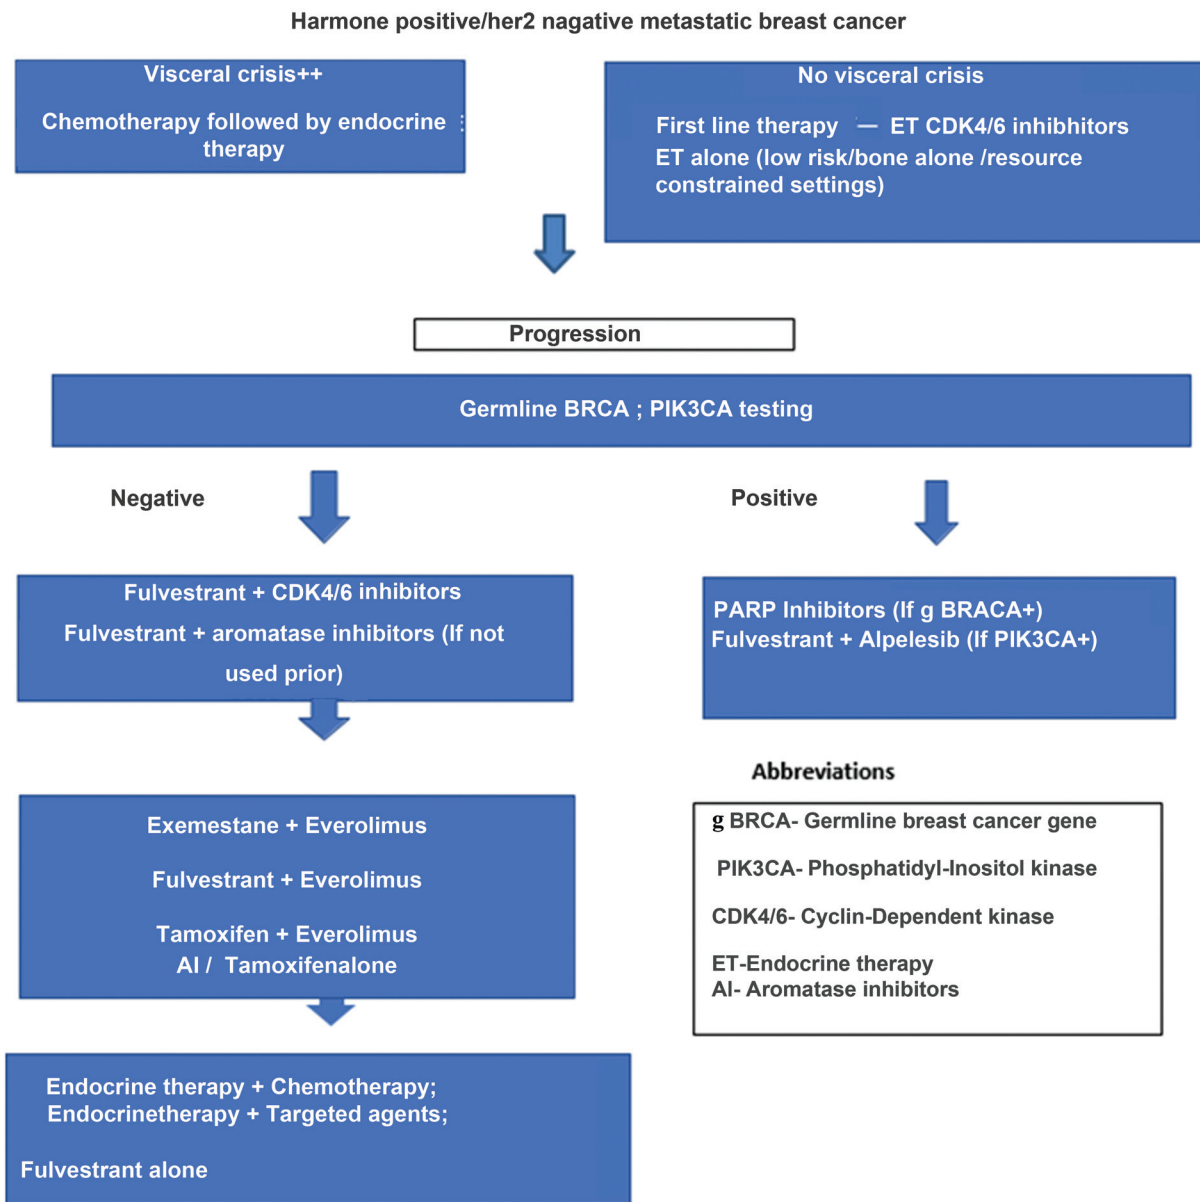 Harmone positive/her2 nagative metastatic breast cancer
Visceral crisis++
Chemotherapy followed by endocrine :
therapy
No visceral crisis
First line therapy — ET CDK4/6 inhibhitors
ET alone (low risk/bone alone /resource
constrained settings)
Progression
Germline BRCA ; PIK3CA testing
Negative
Positive
Fulvestrant + CDK4/6 inhibitors
Fulvestrant + aromatase inhibitors (If not
used prior)
PARP Inhibitors (If g BRACA+)
Fulvestrant + Alpelesib (If PIK3CA+)
Exemestane + Everolimus
Fulvestrant + Everolimus
Tamoxifen + Everolimus
AI / Tamoxifenalone
Abbreviations
g BRCA- Germline breast cancer gene
PIK3CA- Phosphatidyl-Inositol kinase
CDK4/6- Cyclin-Dependent kinase
ET-Endocrine therapy
AI- Aromatase inhibitors
Endocrine therapy + Chemotherapy;
Endocrinetherapy + Targeted agents;
Fulvestrant alone